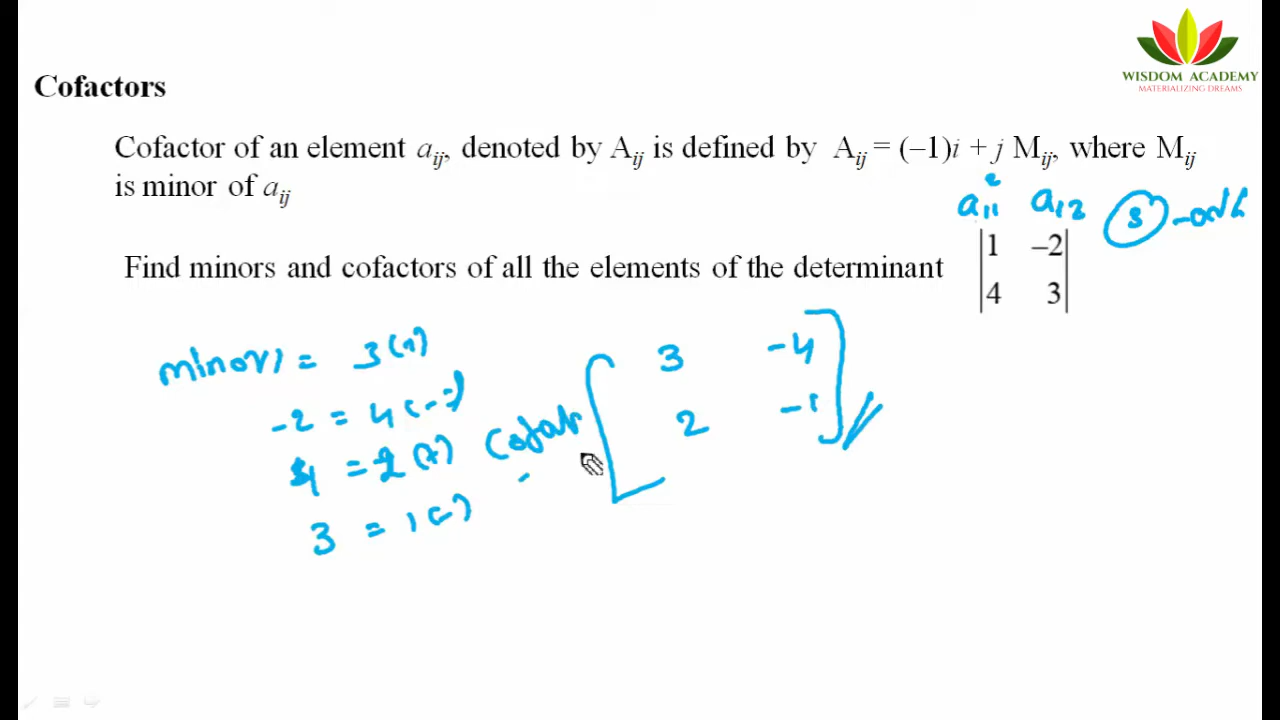 WISDOM ACADEMY
MATERIALIZING DREAMS
Cofactors
Cofactor of an element aij, denoted by Aij is defined by Aij = (–1)i + j Mij, where Mij
is minor of aij
a11 a12
Find minors and cofactors of all the elements of the determinant
1 –2
4 3
minors = 3(+)
-2 = 4(-)
4 = 2(+)
3 = 1(-)
3 -4
2 -1